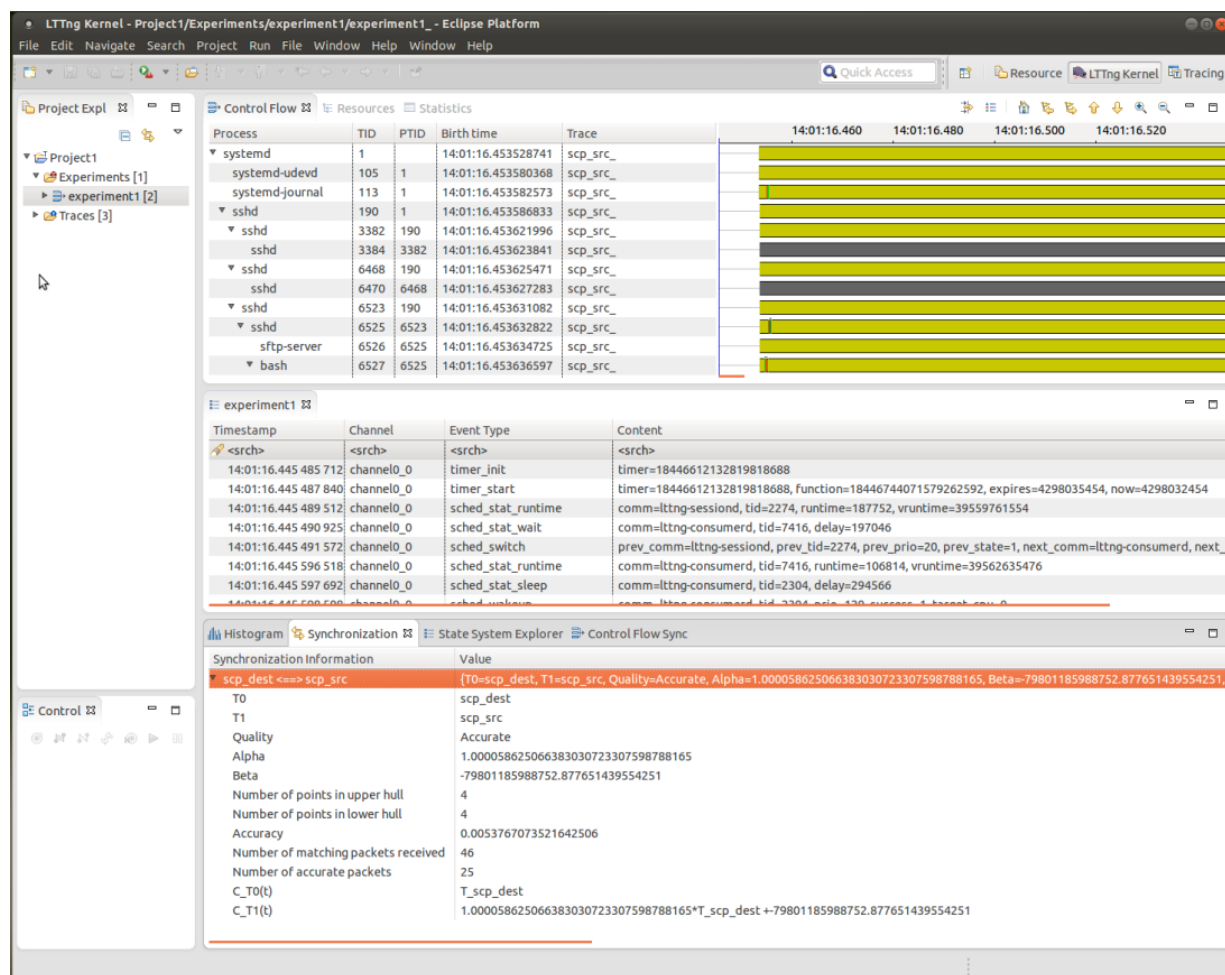 LTTng Kernel - Project1/Experiments/experiment1/experiment1_ - Eclipse Platform
File Edit Navigate Search Project Run File Window Help Window Help
Quick Access Resource LTTng Kernel Tracing
Project Expl
Project1
Experiments [1]
experiment1 [2]
Traces [3]
Control Flow Resources Statistics
Process TID PTID Birth time Trace 14:01:16.460 14:01:16.480 14:01:16.500 14:01:16.520
systemd 1 14:01:16.453528741 scp_src_
systemd-udevd 105 1 14:01:16.453580368 scp_src_
systemd-journal 113 1 14:01:16.453582573 scp_src_
sshd 190 1 14:01:16.453586833 scp_src_
sshd 3382 190 14:01:16.453621996 scp_src_
sshd 3384 3382 14:01:16.453623841 scp_src_
sshd 6468 190 14:01:16.453625471 scp_src_
sshd 6470 6468 14:01:16.453627283 scp_src_
sshd 6523 190 14:01:16.453631082 scp_src_
sshd 6525 6523 14:01:16.453632822 scp_src_
sftp-server 6526 6525 14:01:16.453634725 scp_src_
bash 6527 6525 14:01:16.453636597 scp_src_
experiment1
Timestamp Channel Event Type Content
<srch> <srch> <srch> <srch>
14:01:16.445 485 712 channel0_0 timer_init timer=18446612132819818688
14:01:16.445 487 840 channel0_0 timer_start timer=18446612132819818688, function=18446744071579262592, expires=4298035454, now=4298032454
14:01:16.445 489 512 channel0_0 sched_stat_runtime comm=lttng-sessiond, tid=2274, runtime=187752, vruntime=39559761554
14:01:16.445 490 925 channel0_0 sched_stat_wait comm=lttng-consumerd, tid=7416, delay=197046
14:01:16.445 491 572 channel0_0 sched_switch prev_comm=lttng-sessiond, prev_tid=2274, prev_prio=20, prev_state=1, next_comm=lttng-consumerd, next_
14:01:16.445 596 518 channel0_0 sched_stat_runtime comm=lttng-consumerd, tid=7416, runtime=106814, vruntime=39562635476
14:01:16.445 597 692 channel0_0 sched_stat_sleep comm=lttng-consumerd, tid=2304, delay=294566
Histogram Synchronization State System Explorer Control Flow Sync
Synchronization Information Value
scp_dest <==> scp_src {T0=scp_dest, T1=scp_src, Quality=Accurate, Alpha=1.0000586250663830307233075987881​65, Beta=-79801185988752.877651439554251,
T0 scp_dest
T1 scp_src
Quality Accurate
Alpha 1.000058625066383030723307598788165
Beta -79801185988752.877651439554251
Number of points in upper hull 4
Number of points in lower hull 4
Accuracy 0.0053767073521642506
Number of matching packets received 46
Number of accurate packets 25
C_T0(t) T_scp_dest
C_T1(t) 1.000058625066383030723307598788165*T_scp_dest +-79801185988752.877651439554251
Control